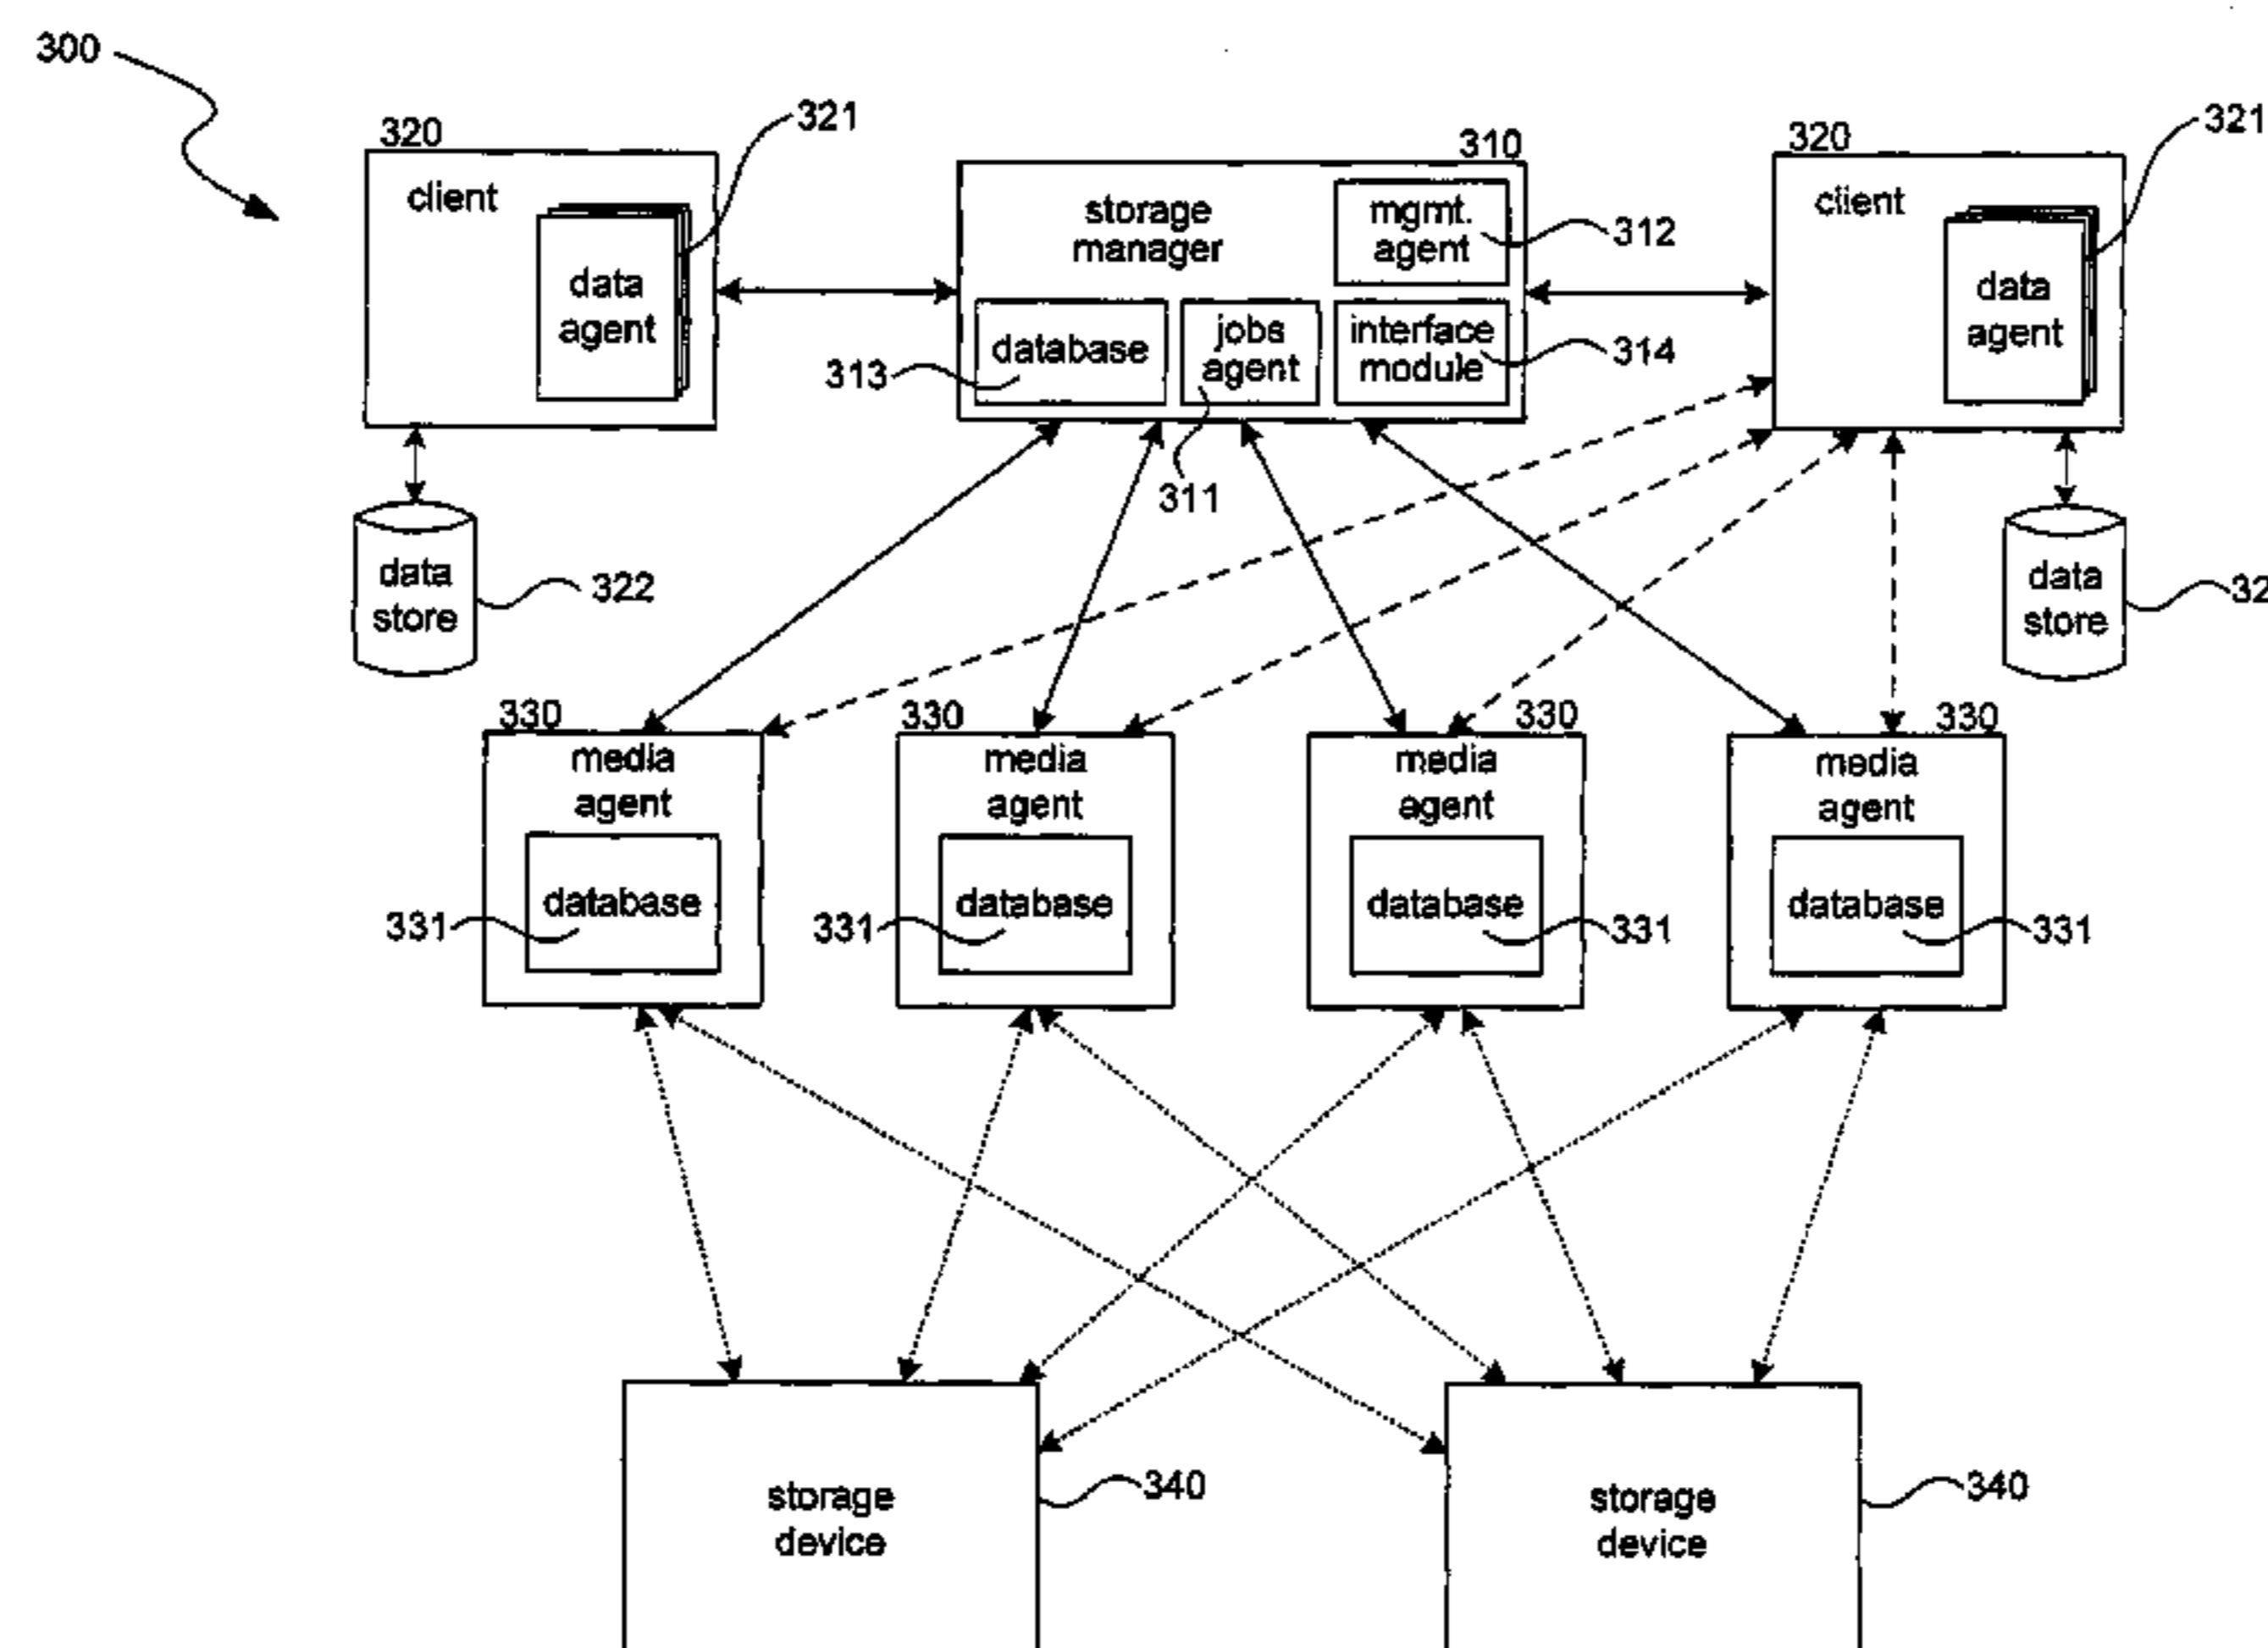 300
320
client
data
agent
321
310
storage
manager
mgmt.
agent
312
database
313
jobs
agent
311
interface
module
314
320
client
data
agent
321
data
store
322
data
store
32
330
media
agent
database
331
330
media
agent
database
331
330
media
agent
database
331
330
media
agent
database
331
storage
device
340
storage
device
340